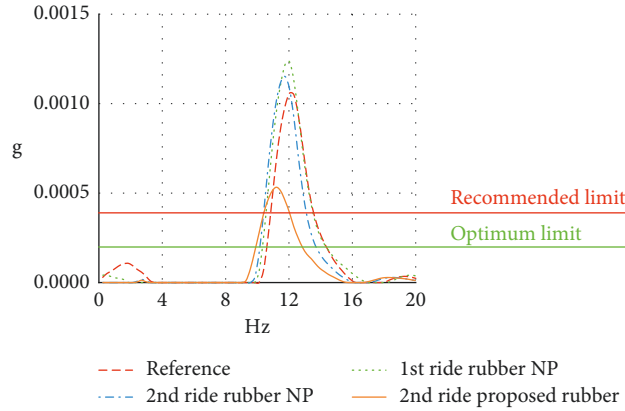 0.0015
0.0010
g
0.0005
Recommended limit
Optimum limit
0.0000
0 4 8 12 16 20
Hz
Reference
1st ride rubber NP
2nd ride rubber NP
2nd ride proposed rubber